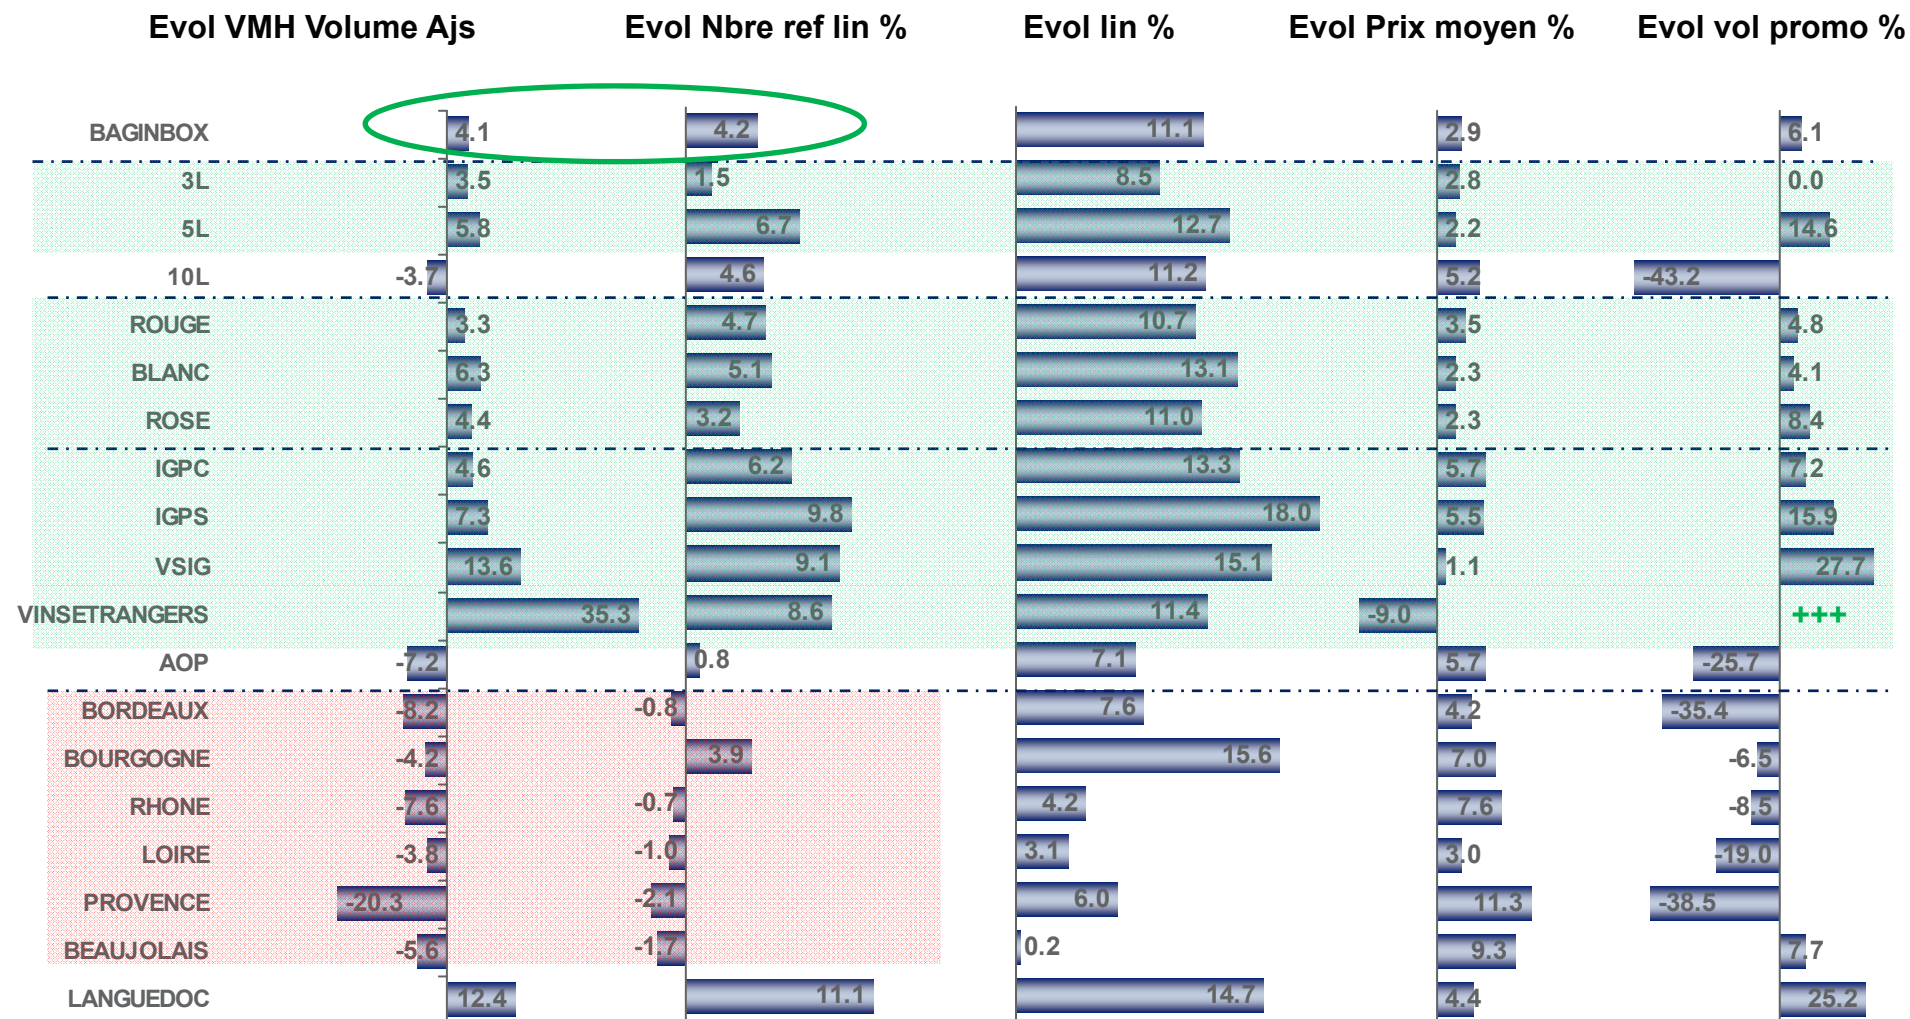 Evol VMH Volume Ajs Evol Nbre ref lin % Evol lin % Evol Prix moyen % Evol vol promo %
BAGINBOX 4.1 4.2 11.1 2.9 6.1
3L 3.5 1.5 8.5 2.8 0.0
5L 5.8 6.7 12.7 2.2 14.6
10L -3.7 4.6 11.2 5.2 -43.2
ROUGE 3.3 4.7 10.7 3.5 4.8
BLANC 6.3 5.1 13.1 2.3 4.1
ROSE 4.4 3.2 11.0 2.3 8.4
IGPC 4.6 6.2 13.3 5.7 7.2
IGPS 7.3 9.8 18.0 5.5 15.9
VSIG 13.6 9.1 15.1 1.1 27.7
VINSETRANGERS 35.3 8.6 11.4 -9.0 +++
AOP -7.2 0.8 7.1 5.7 -25.7
BORDEAUX -8.2 -0.8 7.6 4.2 -35.4
BOURGOGNE -4.2 3.9 15.6 7.0 -6.5
RHONE -7.6 -0.7 4.2 7.6 -8.5
LOIRE -3.8 -1.0 3.1 3.0 -19.0
PROVENCE -20.3 -2.1 6.0 11.3 -38.5
BEAUJOLAIS -5.6 -1.7 0.2 9.3 7.7
LANGUEDOC 12.4 11.1 14.7 4.4 25.2